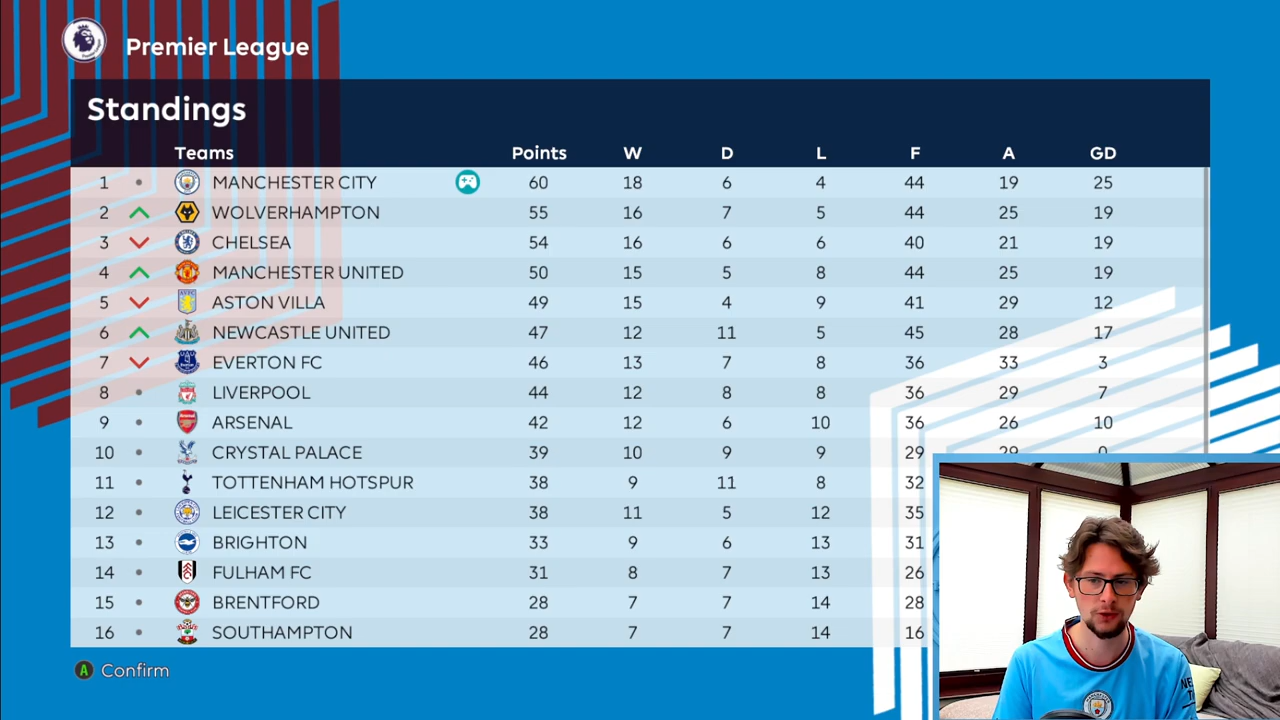 Premier League
Standings
Teams Points W D L F A GD
1 MANCHESTER CITY 60 18 6 4 44 19 25
2 WOLVERHAMPTON 55 16 7 5 44 25 19
3 CHELSEA 54 16 6 6 40 21 19
4 MANCHESTER UNITED 50 15 5 8 44 25 19
5 ASTON VILLA 49 15 4 9 41 29 12
6 NEWCASTLE UNITED 47 12 11 5 45 28 17
7 EVERTON FC 46 13 7 8 36 33 3
8 LIVERPOOL 44 12 8 8 36 29 7
9 ARSENAL 42 12 6 10 36 26 10
10 CRYSTAL PALACE 39 10 9 9 29 29 0
11 TOTTENHAM HOTSPUR 38 9 11 8 32
12 LEICESTER CITY 38 11 5 12 35
13 BRIGHTON 33 9 6 13 31
14 FULHAM FC 31 8 7 13 26
15 BRENTFORD 28 7 7 14 28
16 SOUTHAMPTON 28 7 7 14 16
A Confirm